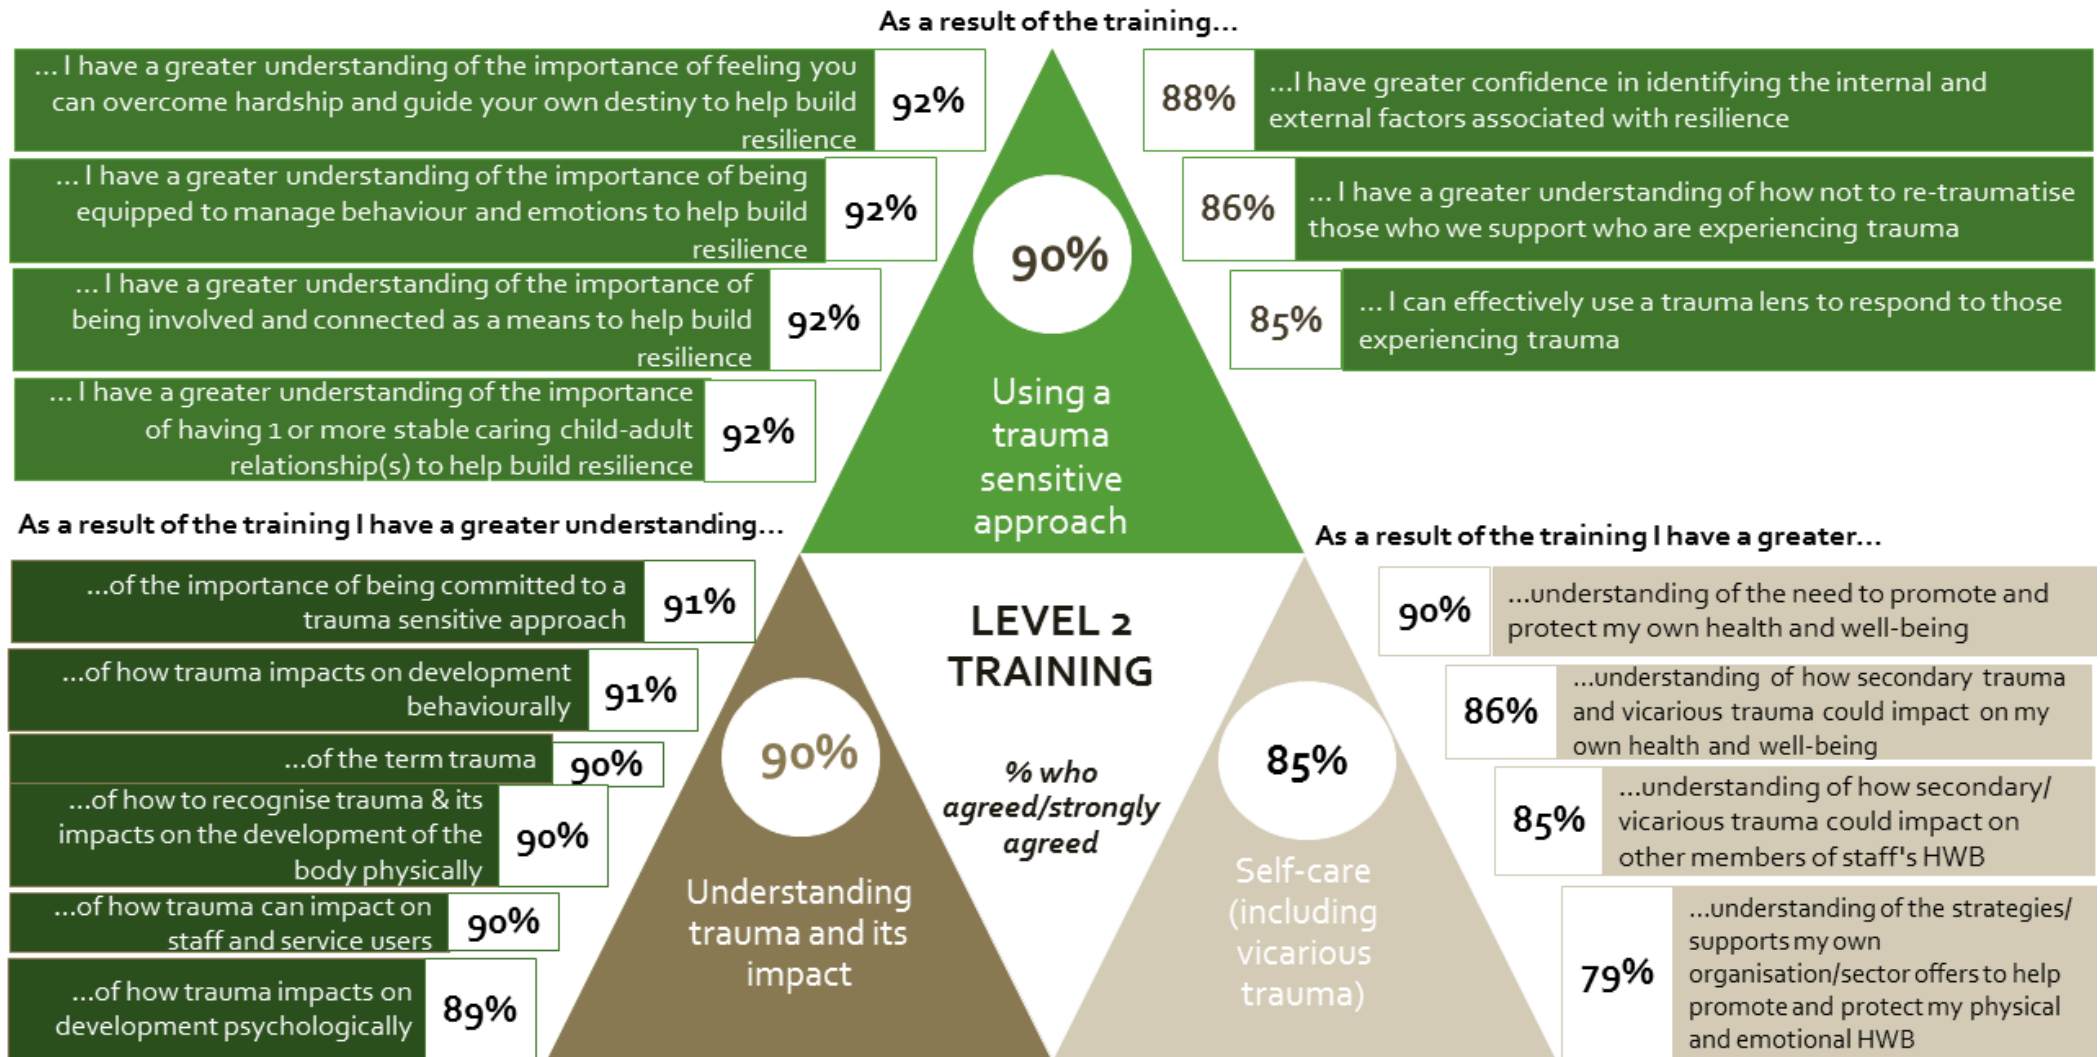 As a result of the training...
... I have a greater understanding of the importance of feeling you
can overcome hardship and guide your own destiny to help build
resilience
92%
... I have a greater understanding of the importance of being
equipped to manage behaviour and emotions to help build
resilience
92%
... I have a greater understanding of the importance of
being involved and connected as a means to help build
resilience
92%
... I have a greater understanding of the importance
of having 1 or more stable caring child-adult
relationship(s) to help build resilience
92%
90%
Using a
trauma
sensitive
approach
88%
...I have greater confidence in identifying the internal and
external factors associated with resilience
86%
... I have a greater understanding of how not to re-traumatise
those who we support who are experiencing trauma
85%
... I can effectively use a trauma lens to respond to those
experiencing trauma
As a result of the training I have a greater understanding...
...of the importance of being committed to a
trauma sensitive approach
91%
...of how trauma impacts on development
behaviourally
91%
...of the term trauma
90%
...of how to recognise trauma & its
impacts on the development of the
body physically
90%
...of how trauma can impact on
staff and service users
90%
...of how trauma impacts on
development psychologically
89%
90%
Understanding
trauma and its
impact
LEVEL 2
TRAINING
% who
agreed/strongly
agreed
85%
Self-care
(including
vicarious
trauma)
As a result of the training I have a greater...
90%
...understanding of the need to promote and
protect my own health and well-being
86%
...understanding of how secondary trauma
and vicarious trauma could impact on my
own health and well-being
85%
...understanding of how secondary/
vicarious trauma could impact on
other members of staff's HWB
79%
...understanding of the strategies/
supports my own
organisation/sector offers to help
promote and protect my physical
and emotional HWB